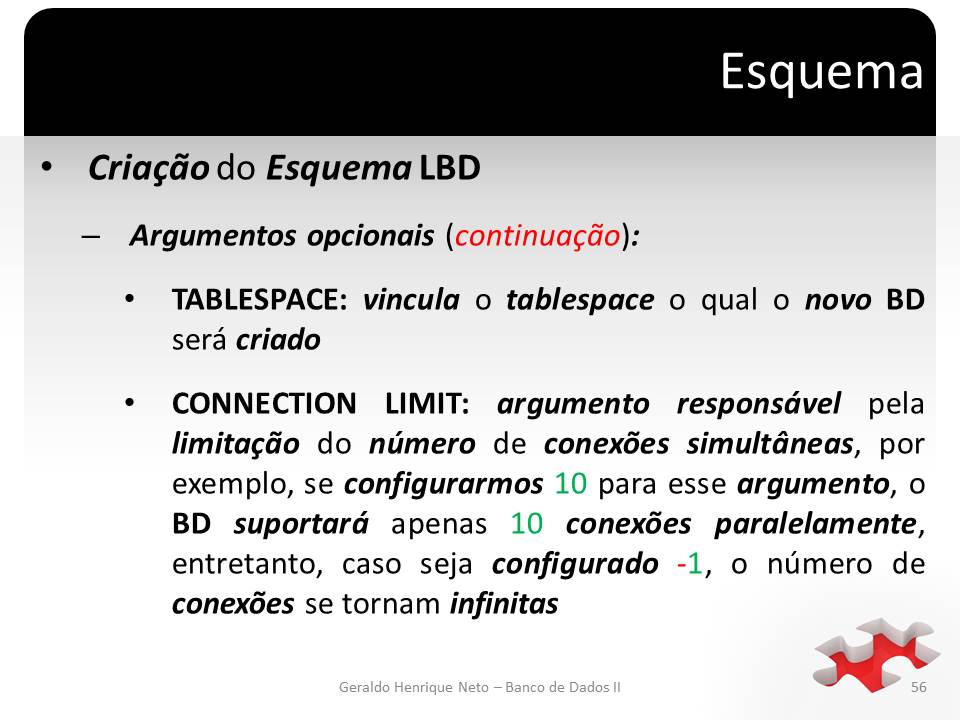 Esquema
• Criação do Esquema LBD
– Argumentos opcionais (continuação):
• TABLESPACE: vincula o tablespace o qual o novo BD
será criado
• CONNECTION LIMIT: argumento responsável pela
limitação do número de conexões simultâneas, por
exemplo, se configurarmos 10 para esse argumento, o
BD suportará apenas 10 conexões paralelamente,
entretanto, caso seja configurado -1, o número de
conexões se tornam infinitas
Geraldo Henrique Neto – Banco de Dados II
56